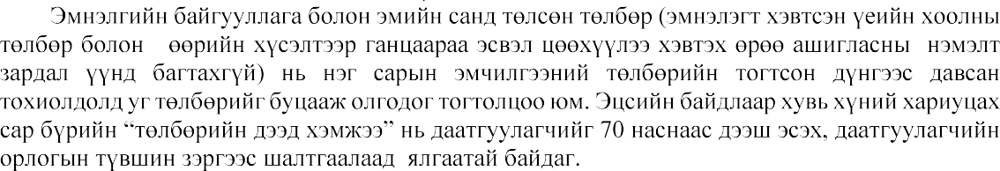 Эмнэлгийн байгууллага болон эмийн санд төлсөн төлбөр (эмнэлэгт хэвтсэн үеийн хоолны
төлбөр болон өөрийн хүсэлтээр ганцаараа эсвэл цөөхүүлээ хэвтэх өрөө ашигласны нэмэлт
зардал үүнд багтахгүй) нь нэг сарын эмчилгээний төлбөрийн тогтсон дүнгээс давсан
тохиолдолд уг төлбөрийг буцааж олгодог тогтолцоо юм. Эцсийн байдлаар хувь хүний хариуцах
сар бүрийн “төлбөрийн дээд хэмжээ” нь даатгуулагчийг 70 наснаас дээш эсэх, даатгуулагчийн
орлогын түвшин зэргээс шалтгаалаад ялгаатай байдаг.